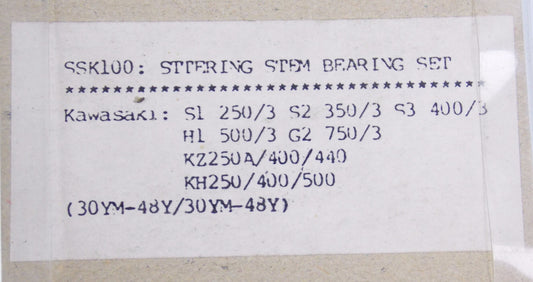 SSK100: STTERING STEM BEARING SET
************************************
Kawasaki: S1 250/3 S2 350/3 S3 400/3
H1 500/3 G2 750/3
KZ250A/400/440
KH250/400/500
(30YM-48Y/30YM-48Y)